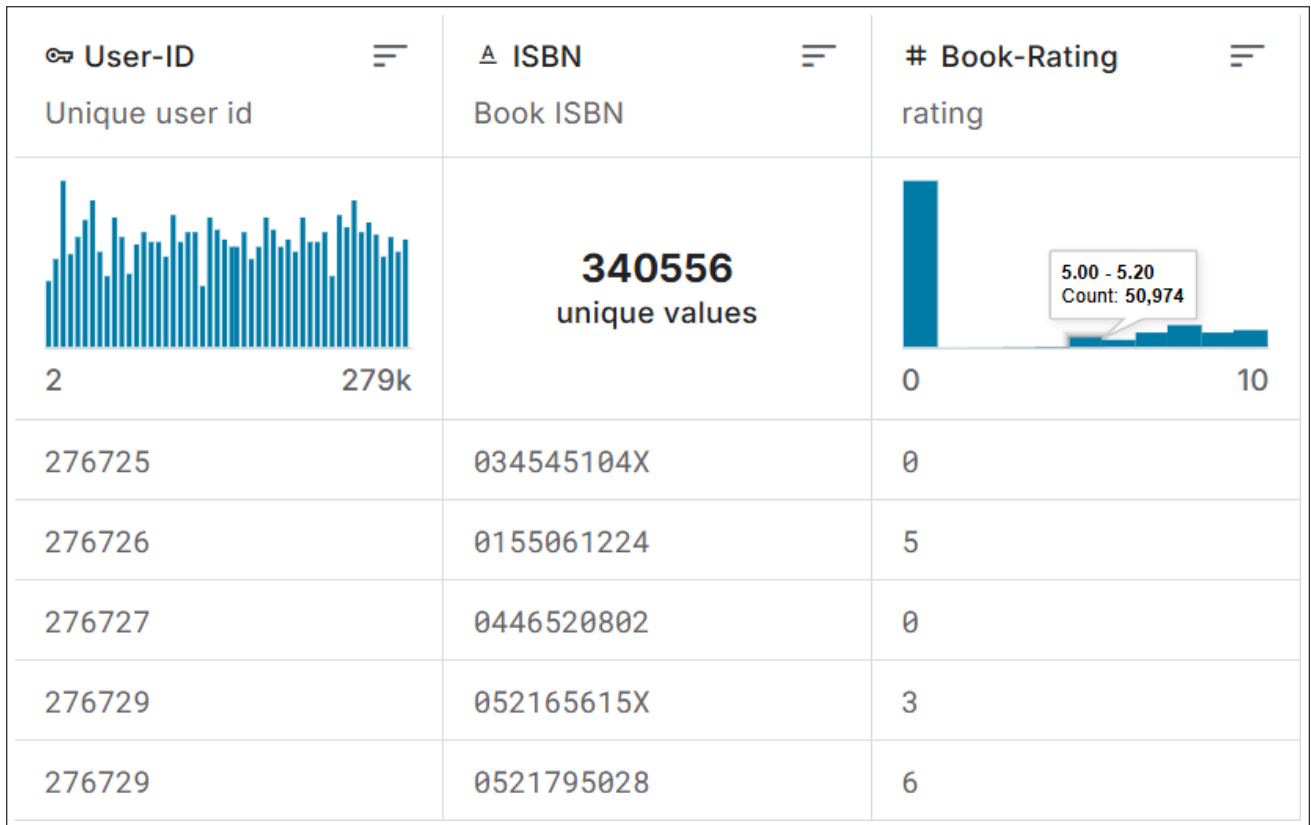 User-ID
Unique user id
A ISBN
Book ISBN
# Book-Rating
rating
2 279k
340556
unique values
5.00 - 5.20
Count: 50,974
0 10
276725 034545104X 0
276726 0155061224 5
276727 0446520802 0
276729 052165615X 3
276729 0521795028 6